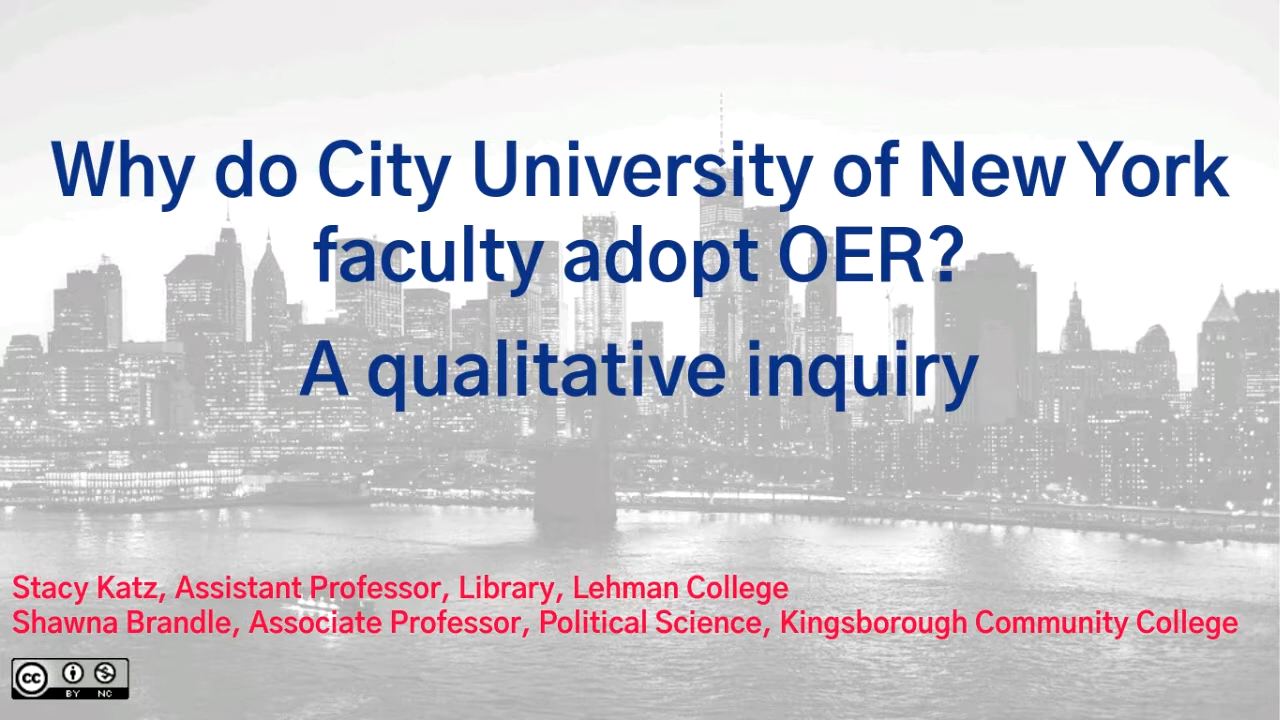 Why do City University of New York
faculty adopt OER?
A qualitative inquiry
Stacy Katz, Assistant Professor, Library, Lehman College
Shawna Brandle, Associate Professor, Political Science, Kingsborough Community College
cc
BY NC